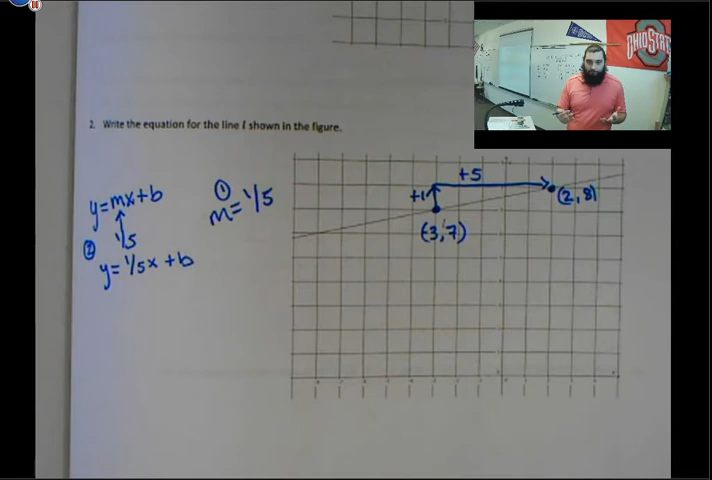 OHIO STATE
2. Write the equation for the line l shown in the figure.
y=mx+b
① m= 1/5
1/5
② y= 1/5x +b
+1
+5
(2, 8)
(-3, 7)